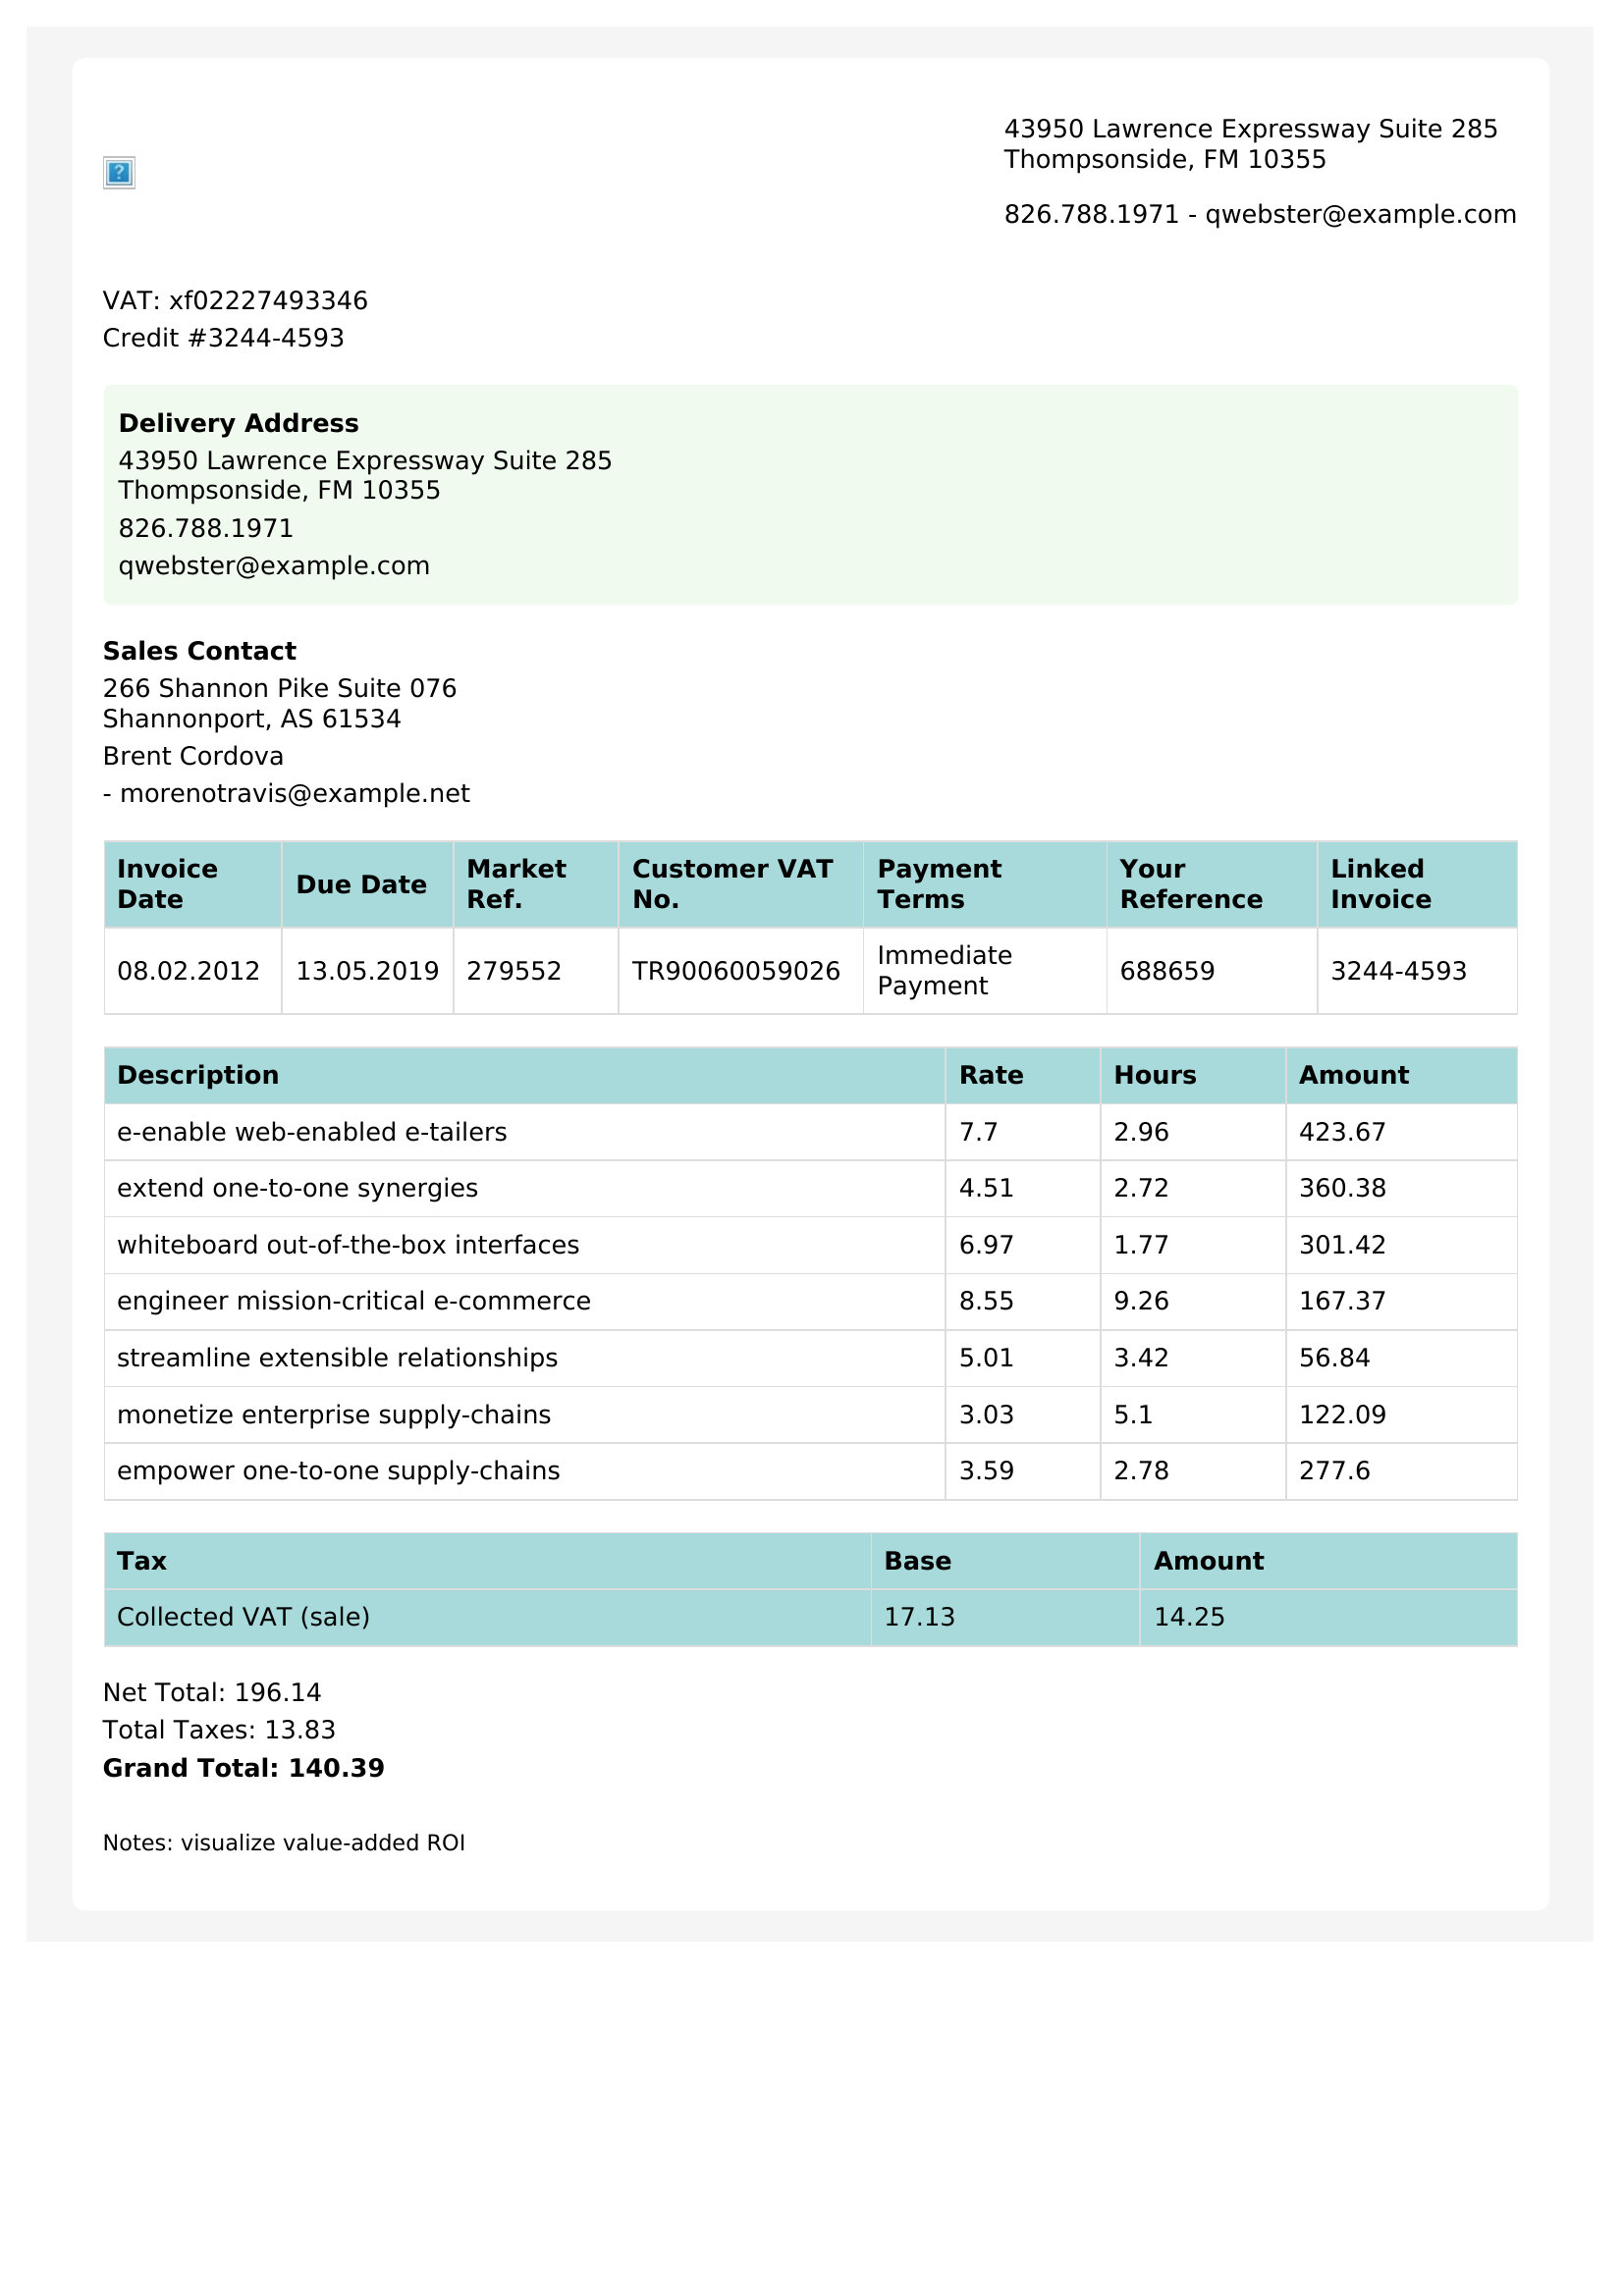 43950 Lawrence Expressway Suite 285
Thompsonside, FM 10355
826.788.1971 - qwebster@example.com
VAT: xf02227493346
Credit #3244-4593
Delivery Address
43950 Lawrence Expressway Suite 285
Thompsonside, FM 10355
826.788.1971
qwebster@example.com
Sales Contact
266 Shannon Pike Suite 076
Shannonport, AS 61534
Brent Cordova
- morenotravis@example.net
Invoice Date Due Date Market Ref. Customer VAT No. Payment Terms Your Reference Linked Invoice
08.02.2012 13.05.2019 279552 TR90060059026 Immediate Payment 688659 3244-4593
Description Rate Hours Amount
e-enable web-enabled e-tailers 7.7 2.96 423.67
extend one-to-one synergies 4.51 2.72 360.38
whiteboard out-of-the-box interfaces 6.97 1.77 301.42
engineer mission-critical e-commerce 8.55 9.26 167.37
streamline extensible relationships 5.01 3.42 56.84
monetize enterprise supply-chains 3.03 5.1 122.09
empower one-to-one supply-chains 3.59 2.78 277.6
Tax Base Amount
Collected VAT (sale) 17.13 14.25
Net Total: 196.14
Total Taxes: 13.83
Grand Total: 140.39
Notes: visualize value-added ROI